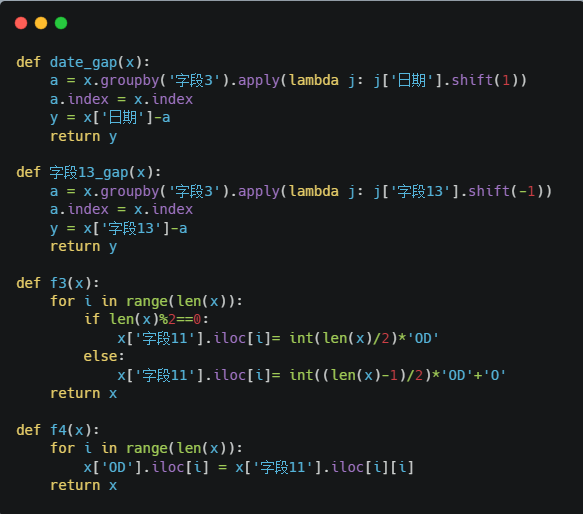 def date_gap(x):
    a = x.groupby('字段3').apply(lambda j: j['日期'].shift(1))
    a.index = x.index
    y = x['日期']-a
    return y

def 字段13_gap(x):
    a = x.groupby('字段3').apply(lambda j: j['字段13'].shift(-1))
    a.index = x.index
    y = x['字段13']-a
    return y

def f3(x):
    for i in range(len(x)):
        if len(x)%2==0:
            x['字段11'].iloc[i]= int(len(x)/2)*'OD'
        else:
            x['字段11'].iloc[i]= int((len(x)-1)/2)*'OD'+'O'
    return x

def f4(x):
    for i in range(len(x)):
        x['OD'].iloc[i] = x['字段11'].iloc[i][i]
    return x